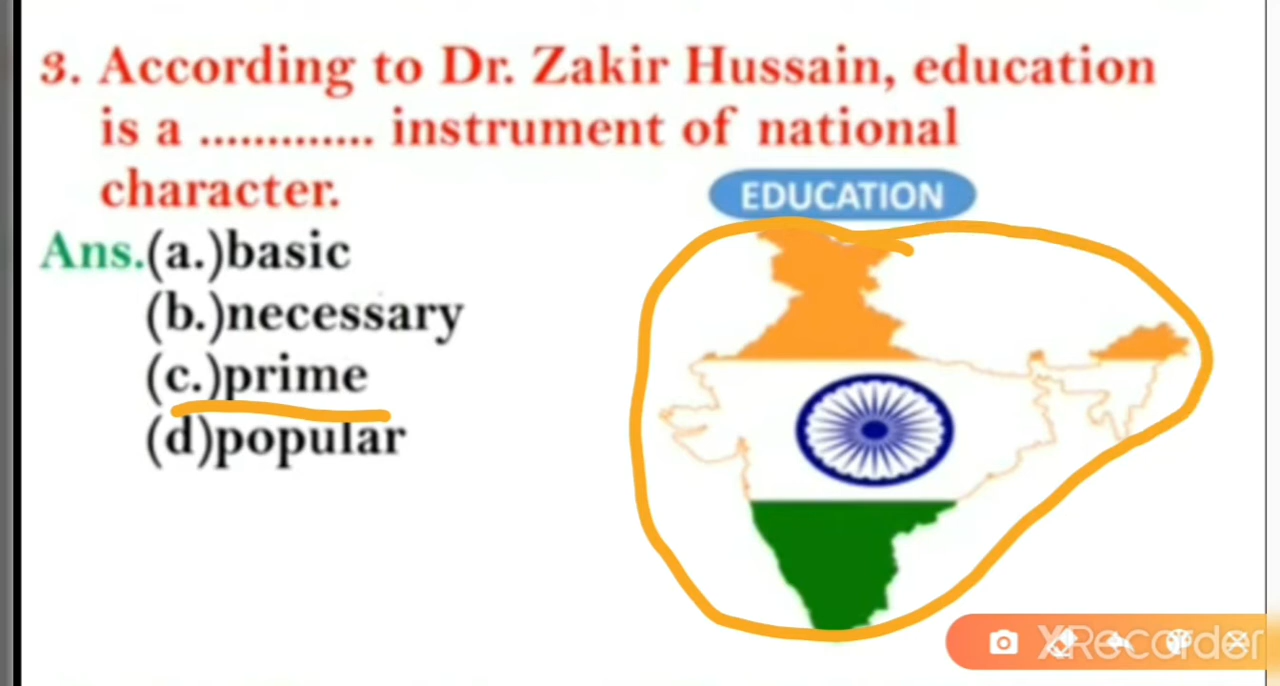 3. According to Dr. Zakir Hussain, education
is a ............. instrument of national
character.
EDUCATION
Ans.(a.)basic
(b.)necessary
(c.)prime
(d)popular
XRecorder